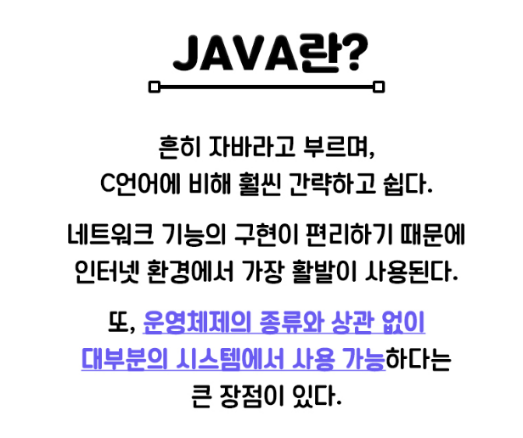 JAVA란?
흔히 자바라고 부르며,
C언어에 비해 훨씬 간략하고 쉽다.
네트워크 기능의 구현이 편리하기 때문에
인터넷 환경에서 가장 활발이 사용된다.
또, 운영체제의 종류와 상관 없이
대부분의 시스템에서 사용 가능하다는
큰 장점이 있다.